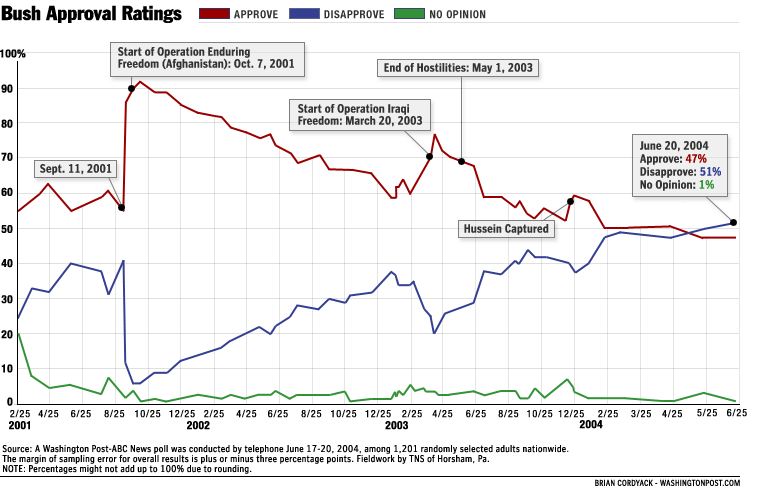 Bush Approval Ratings
APPROVE
DISAPPROVE
NO OPINION
100%
90
80
70
60
50
40
30
20
10
0
Start of Operation Enduring
Freedom (Afghanistan): Oct. 7, 2001
End of Hostilities: May 1, 2003
Start of Operation Iraqi
Freedom: March 20, 2003
Sept. 11, 2001
June 20, 2004
Approve: 47%
Disapprove: 51%
No Opinion: 1%
Hussein Captured
2/25 4/25 6/25 8/25 10/25 12/25 2/25 4/25 6/25 8/25 10/25 12/25 2/25 4/25 6/25 8/25 10/25 12/25 2/25 4/25 5/25 6/25
2001 2002 2003 2004
Source: A Washington Post-ABC News poll was conducted by telephone June 17-20, 2004, among 1,201 randomly selected adults nationwide.
The margin of sampling error for overall results is plus or minus three percentage points. Fieldwork by TNS of Horsham, Pa.
NOTE: Percentages might not add up to 100% due to rounding.
BRIAN CORDYACK - WASHINGTONPOST.COM